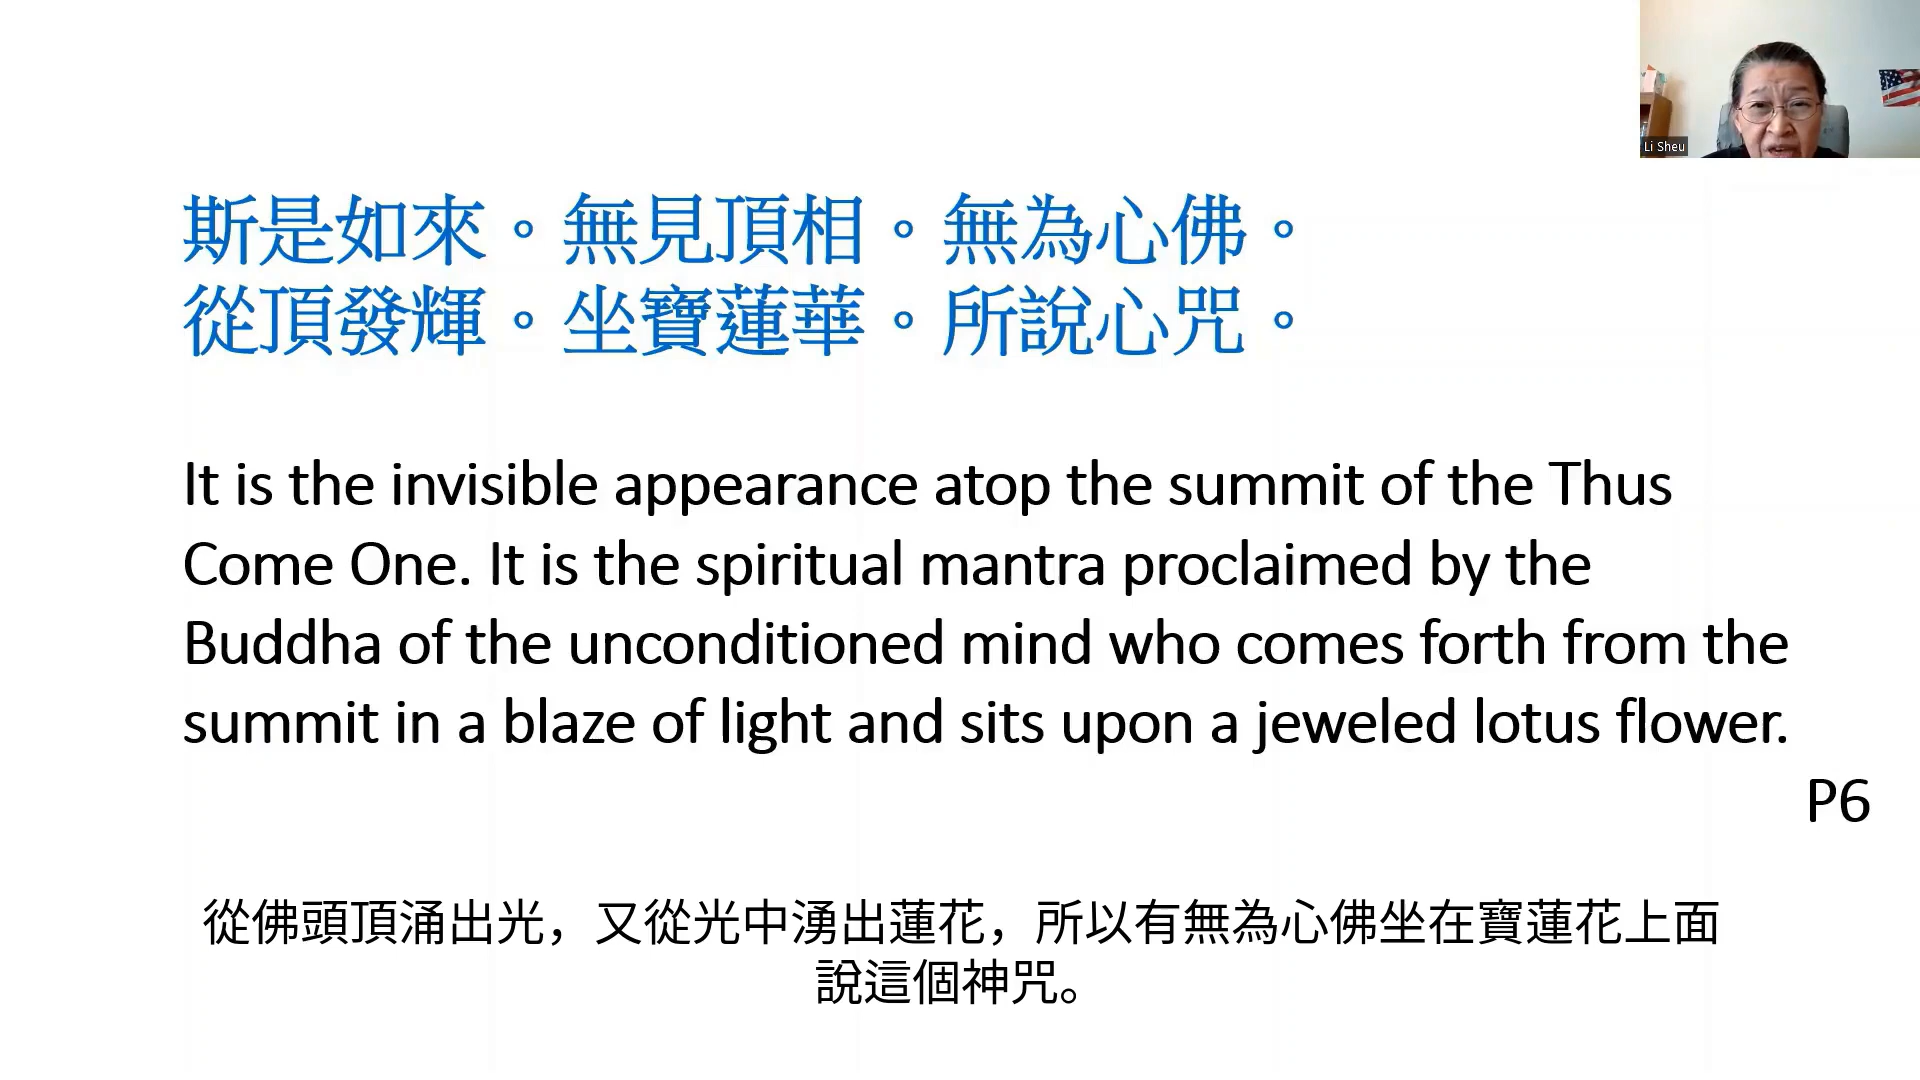 Li Sheu
斯是如來。無見頂相。無為心佛。
從頂發輝。坐寶蓮華。所說心咒。
It is the invisible appearance atop the summit of the Thus
Come One. It is the spiritual mantra proclaimed by the
Buddha of the unconditioned mind who comes forth from the
summit in a blaze of light and sits upon a jeweled lotus flower.
P6
從佛頭頂涌出光，又從光中湧出蓮花，所以有無為心佛坐在寶蓮花上面
說這個神咒。